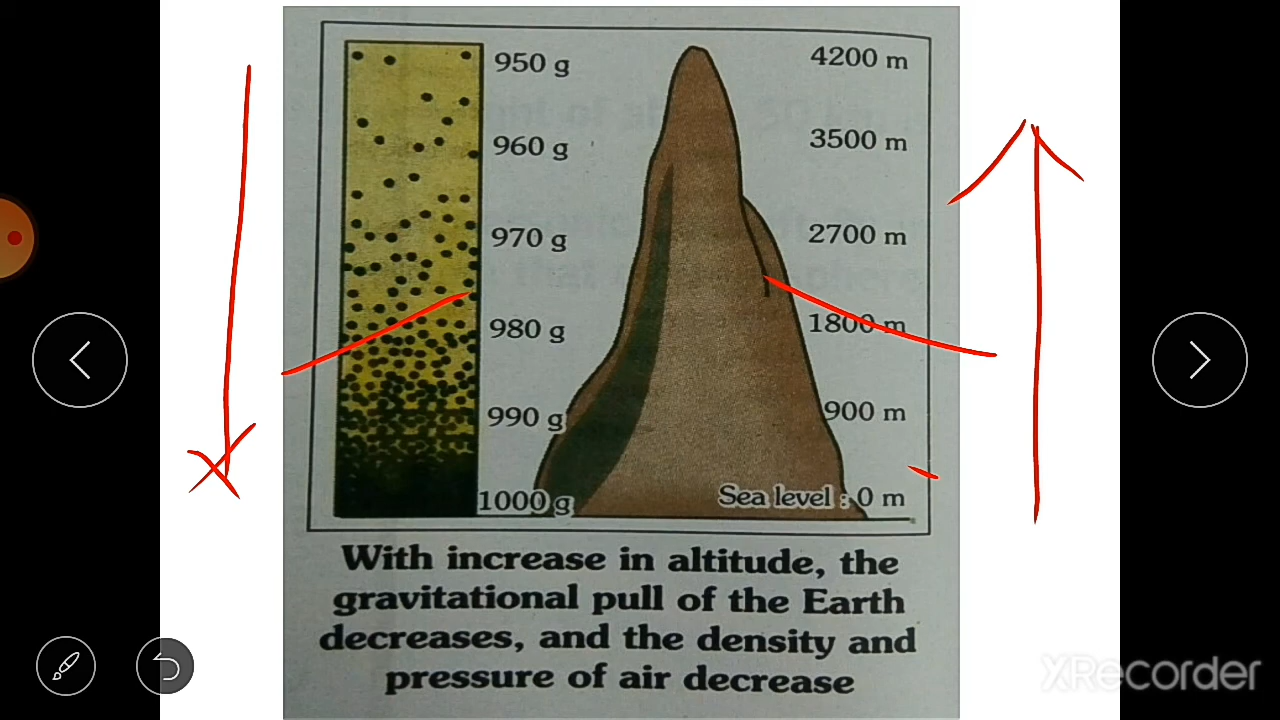 950 g 4200 m
960 g 3500 m
970 g 2700 m
980 g 1800 m
990 g 900 m
1000 g Sea level : 0 m
With increase in altitude, the
gravitational pull of the Earth
decreases, and the density and
pressure of air decrease
XRecorder